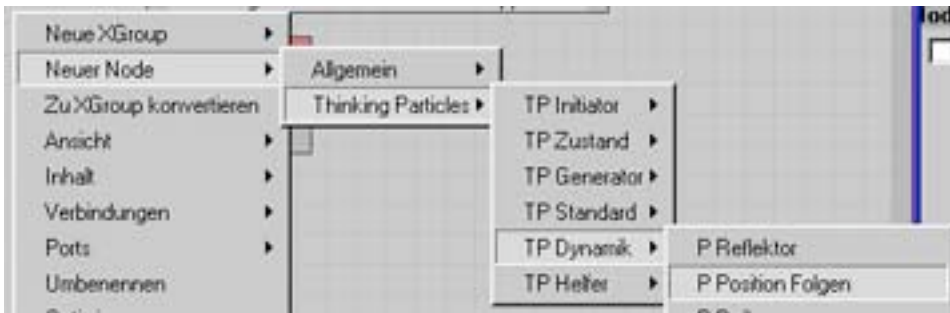 Neue XGroup
Neuer Node
Zu XGroup konvertieren
Ansicht
Inhalt
Verbindungen
Ports
Umbenennen
Allgemein
Thinking Particles
TP Initiator
TP Zustand
TP Generator
TP Standard
TP Dynamik
TP Helfer
P Reflektor
P Position Folgen